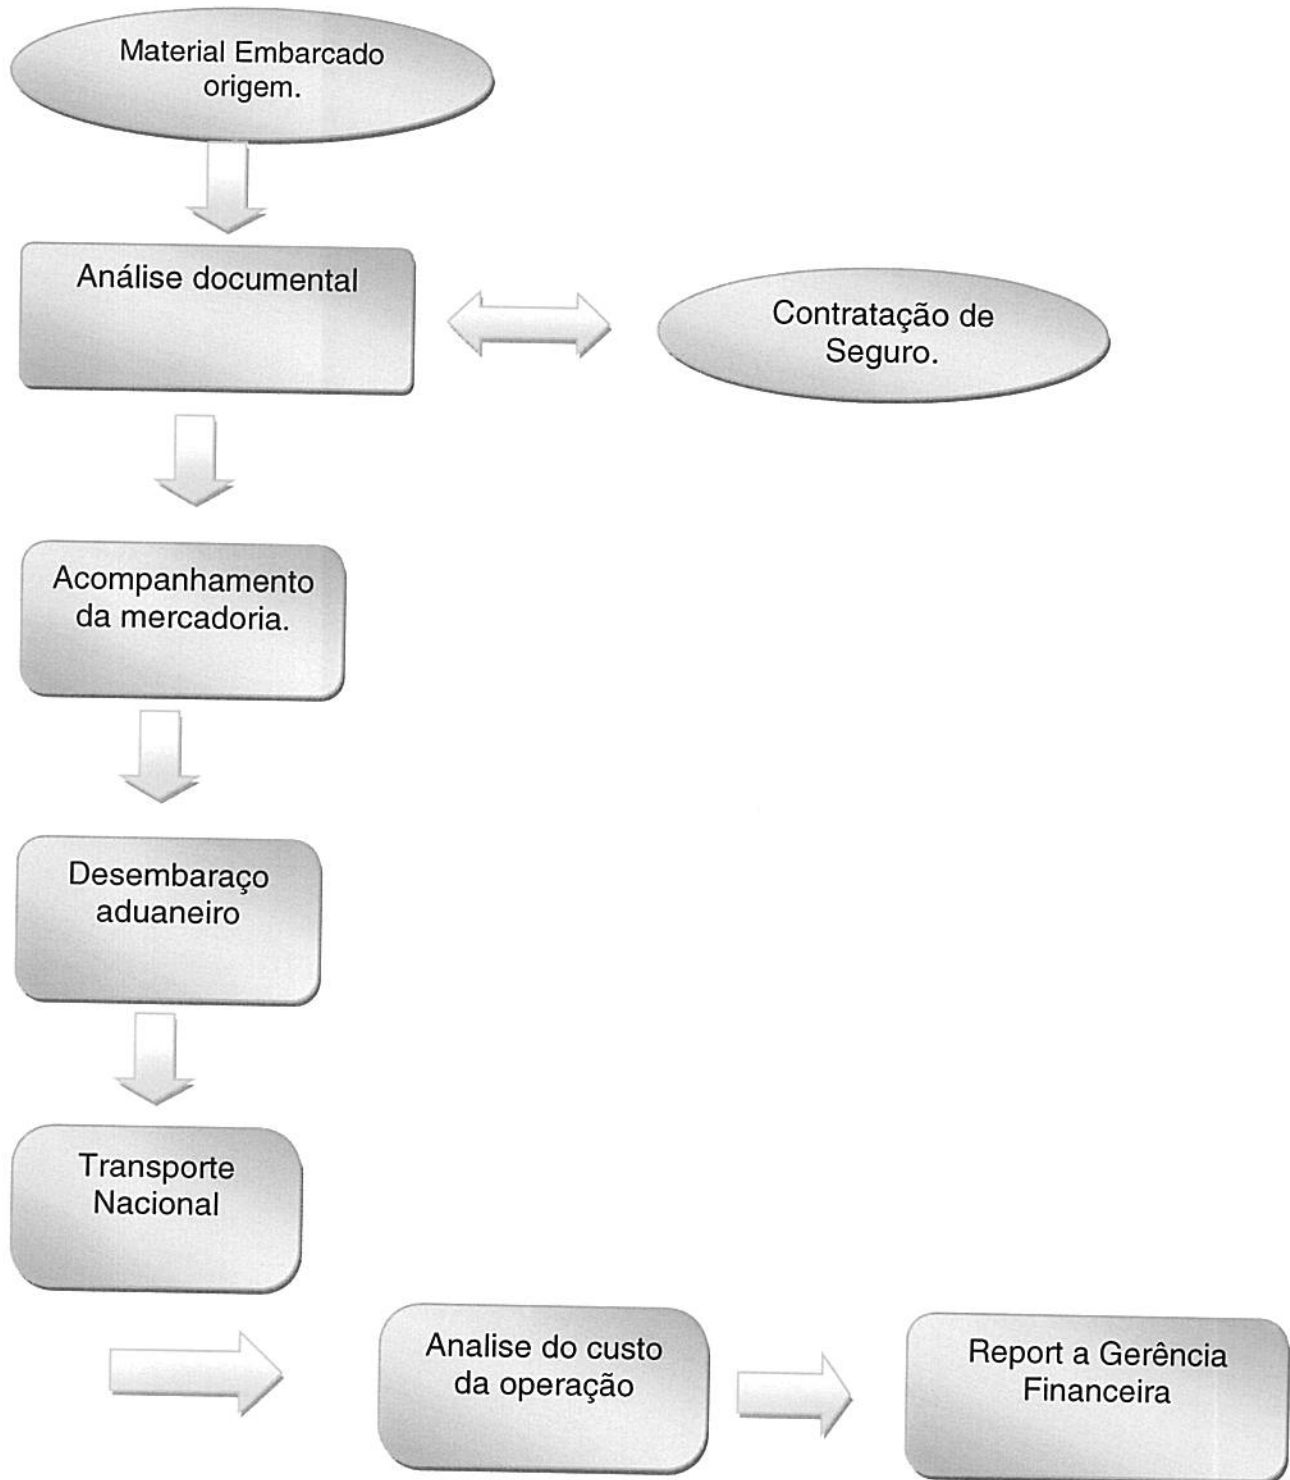 Material Embarcado
origem.
Análise documental
Contratação de
Seguro.
Acompanhamento
da mercadoria.
Desembaraço
aduaneiro
Transporte
Nacional
Analise do custo
da operação
Report a Gerência
Financeira